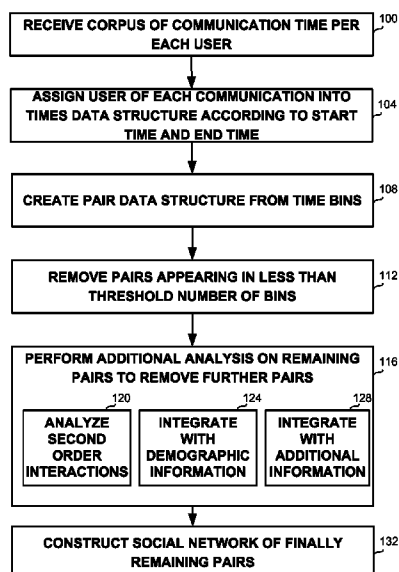 RECEIVE CORPUS OF COMMUNICATION TIME PER
EACH USER
100
ASSIGN USER OF EACH COMMUNICATION INTO
TIMES DATA STRUCTURE ACCORDING TO START
TIME AND END TIME
104
CREATE PAIR DATA STRUCTURE FROM TIME BINS
108
REMOVE PAIRS APPEARING IN LESS THAN
THRESHOLD NUMBER OF BINS
112
PERFORM ADDITIONAL ANALYSIS ON REMAINING
PAIRS TO REMOVE FURTHER PAIRS
116
120
ANALYZE
SECOND
ORDER
INTERACTIONS
124
INTEGRATE
WITH
DEMOGRAPHIC
INFORMATION
128
INTEGRATE
WITH
ADDITIONAL
INFORMATION
CONSTRUCT SOCIAL NETWORK OF FINALLY
REMAINING PAIRS
132